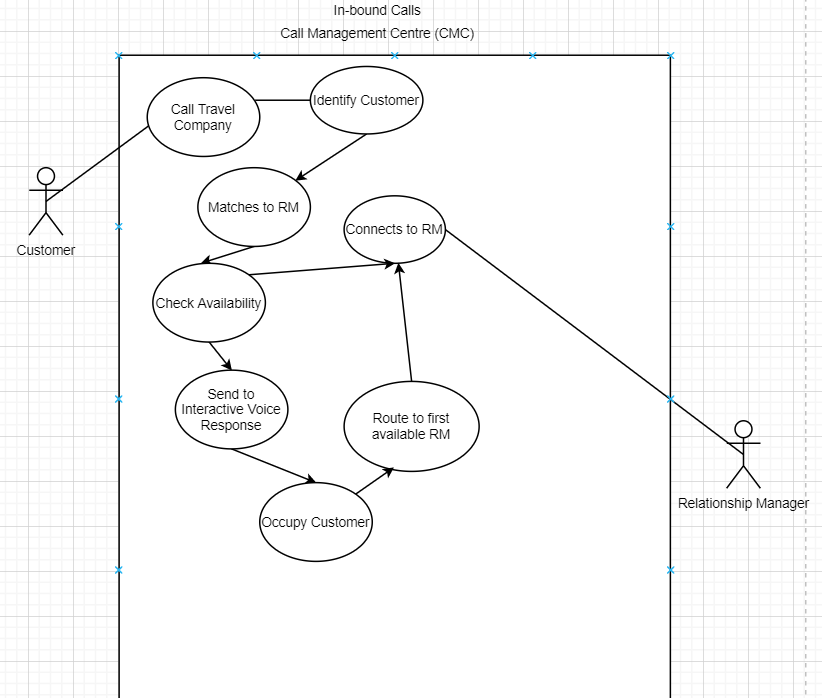 In-bound Calls
Call Management Centre (CMC)
Call Travel
Company
Identify Customer
Matches to RM
Connects to RM
Customer
Check Availability
Send to
Interactive Voice
Response
Route to first
available RM
Relationship Manager
Occupy Customer